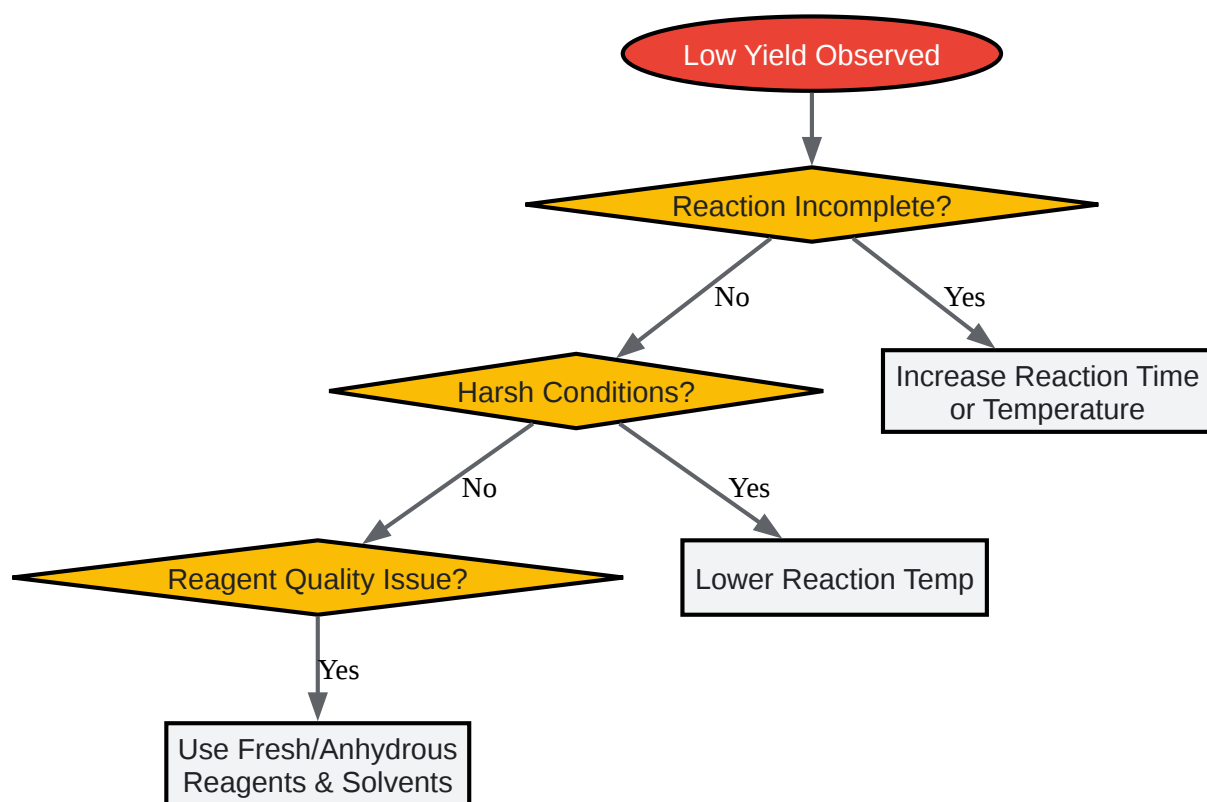 Low Yield Observed
Reaction Incomplete?
No
Yes
Harsh Conditions?
Increase Reaction Time
or Temperature
No
Yes
Reagent Quality Issue?
Lower Reaction Temp
Yes
Use Fresh/Anhydrous
Reagents & Solvents